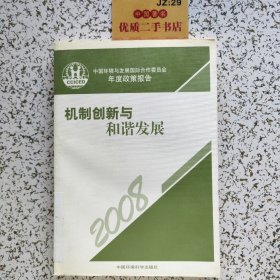 JZ:29
优质二手书店
CCICED
中国环境与发展国际合作委员会
年度政策报告
机制创新与
和谐发展
2008
中国环境科学出版社